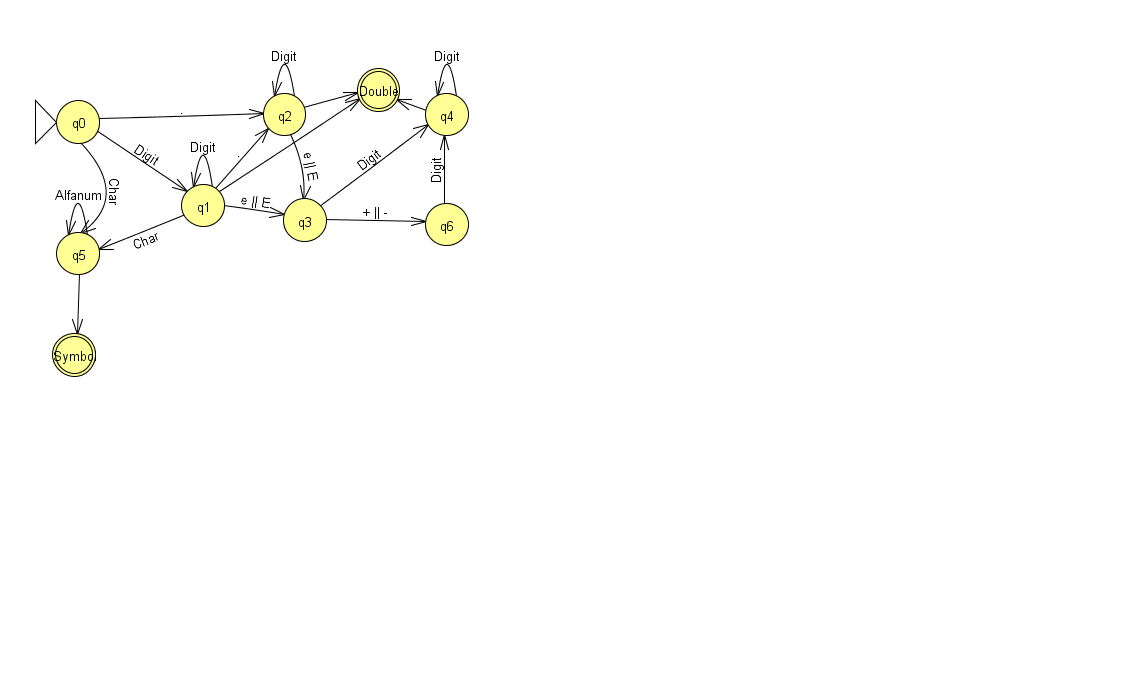 Digit
Digit
Double
q0
.
q2
q4
Digit
Digit
.
e || E
Digit
Digit
Alfanum
Char
q1
e || E
q3
+ || -
q6
q5
Char
Symbol